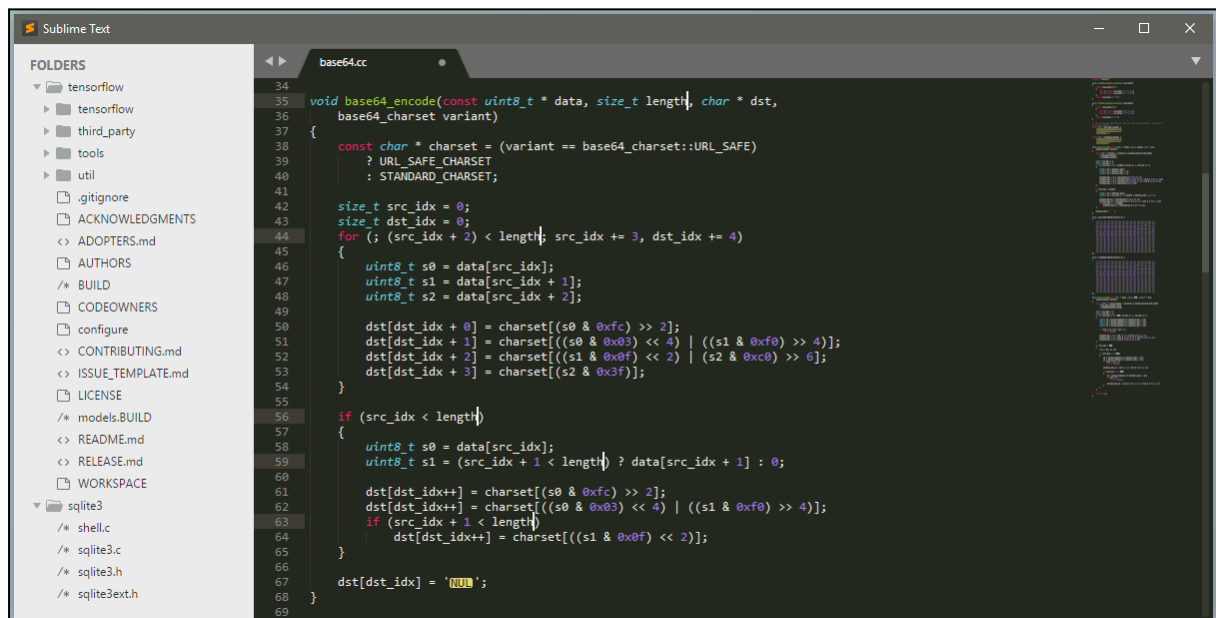 Sublime Text
FOLDERS
tensorflow
tensorflow
third_party
tools
util
.gitignore
ACKNOWLEDGMENTS
<> ADOPTERS.md
AUTHORS
/* BUILD
CODEOWNERS
configure
<> CONTRIBUTING.md
<> ISSUE_TEMPLATE.md
LICENSE
/* models.BUILD
<> README.md
<> RELEASE.md
WORKSPACE
sqlite3
/* shell.c
/* sqlite3.c
/* sqlite3.h
/* sqlite3ext.h
base64.cc
34
35 void base64_encode(const uint8_t * data, size_t length, char * dst,
36     base64_charset variant)
37 {
38     const char * charset = (variant == base64_charset::URL_SAFE)
39         ? URL_SAFE_CHARSET
40         : STANDARD_CHARSET;
41
42     size_t src_idx = 0;
43     size_t dst_idx = 0;
44     for (; (src_idx + 2) < length; src_idx += 3, dst_idx += 4)
45     {
46         uint8_t s0 = data[src_idx];
47         uint8_t s1 = data[src_idx + 1];
48         uint8_t s2 = data[src_idx + 2];
49
50         dst[dst_idx + 0] = charset[(s0 & 0xfc) >> 2];
51         dst[dst_idx + 1] = charset[((s0 & 0x03) << 4) | ((s1 & 0xf0) >> 4)];
52         dst[dst_idx + 2] = charset[((s1 & 0x0f) << 2) | (s2 & 0xc0) >> 6];
53         dst[dst_idx + 3] = charset[(s2 & 0x3f)];
54     }
55
56     if (src_idx < length)
57     {
58         uint8_t s0 = data[src_idx];
59         uint8_t s1 = (src_idx + 1 < length) ? data[src_idx + 1] : 0;
60
61         dst[dst_idx++] = charset[(s0 & 0xfc) >> 2];
62         dst[dst_idx++] = charset[((s0 & 0x03) << 4) | ((s1 & 0xf0) >> 4)];
63         if (src_idx + 1 < length)
64             dst[dst_idx++] = charset[((s1 & 0x0f) << 2)];
65     }
66
67     dst[dst_idx] = 'NUL';
68 }
69